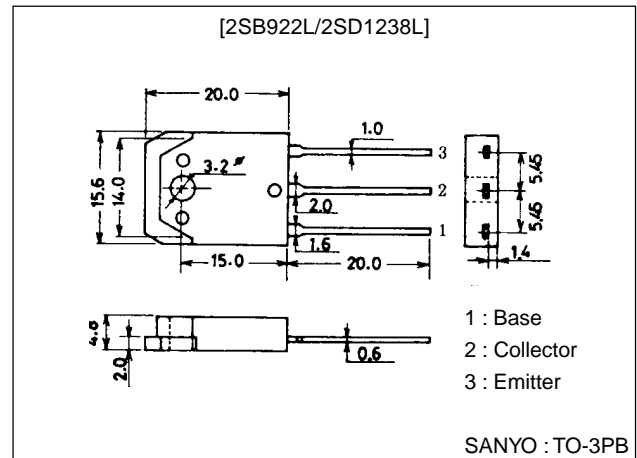 [2SB922L/2SD1238L]
20.0
1.0
3
3.2 ø
15.6
14.0
2
2.0
5.45
5.45
1
1.6
15.0
20.0
1.4
4.8
2.0
0.6
1 : Base
2 : Collector
3 : Emitter
SANYO : TO-3PB